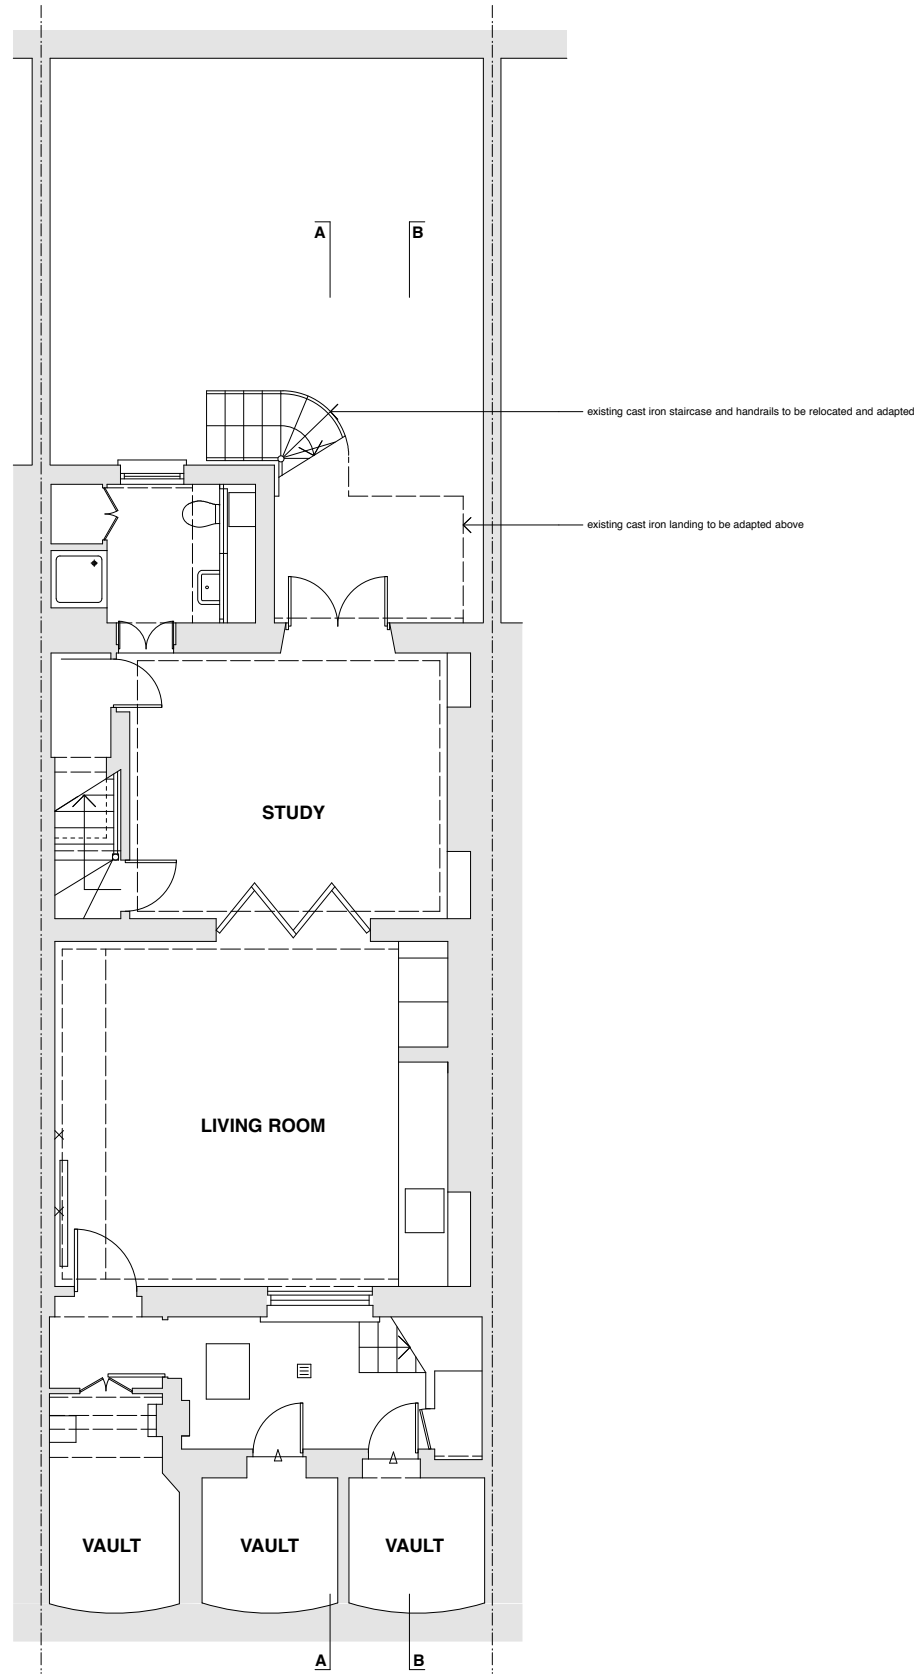 A
B
existing cast iron staircase and handrails to be relocated and adapted
existing cast iron landing to be adapted above
STUDY
LIVING ROOM
VAULT
VAULT
VAULT
A
B